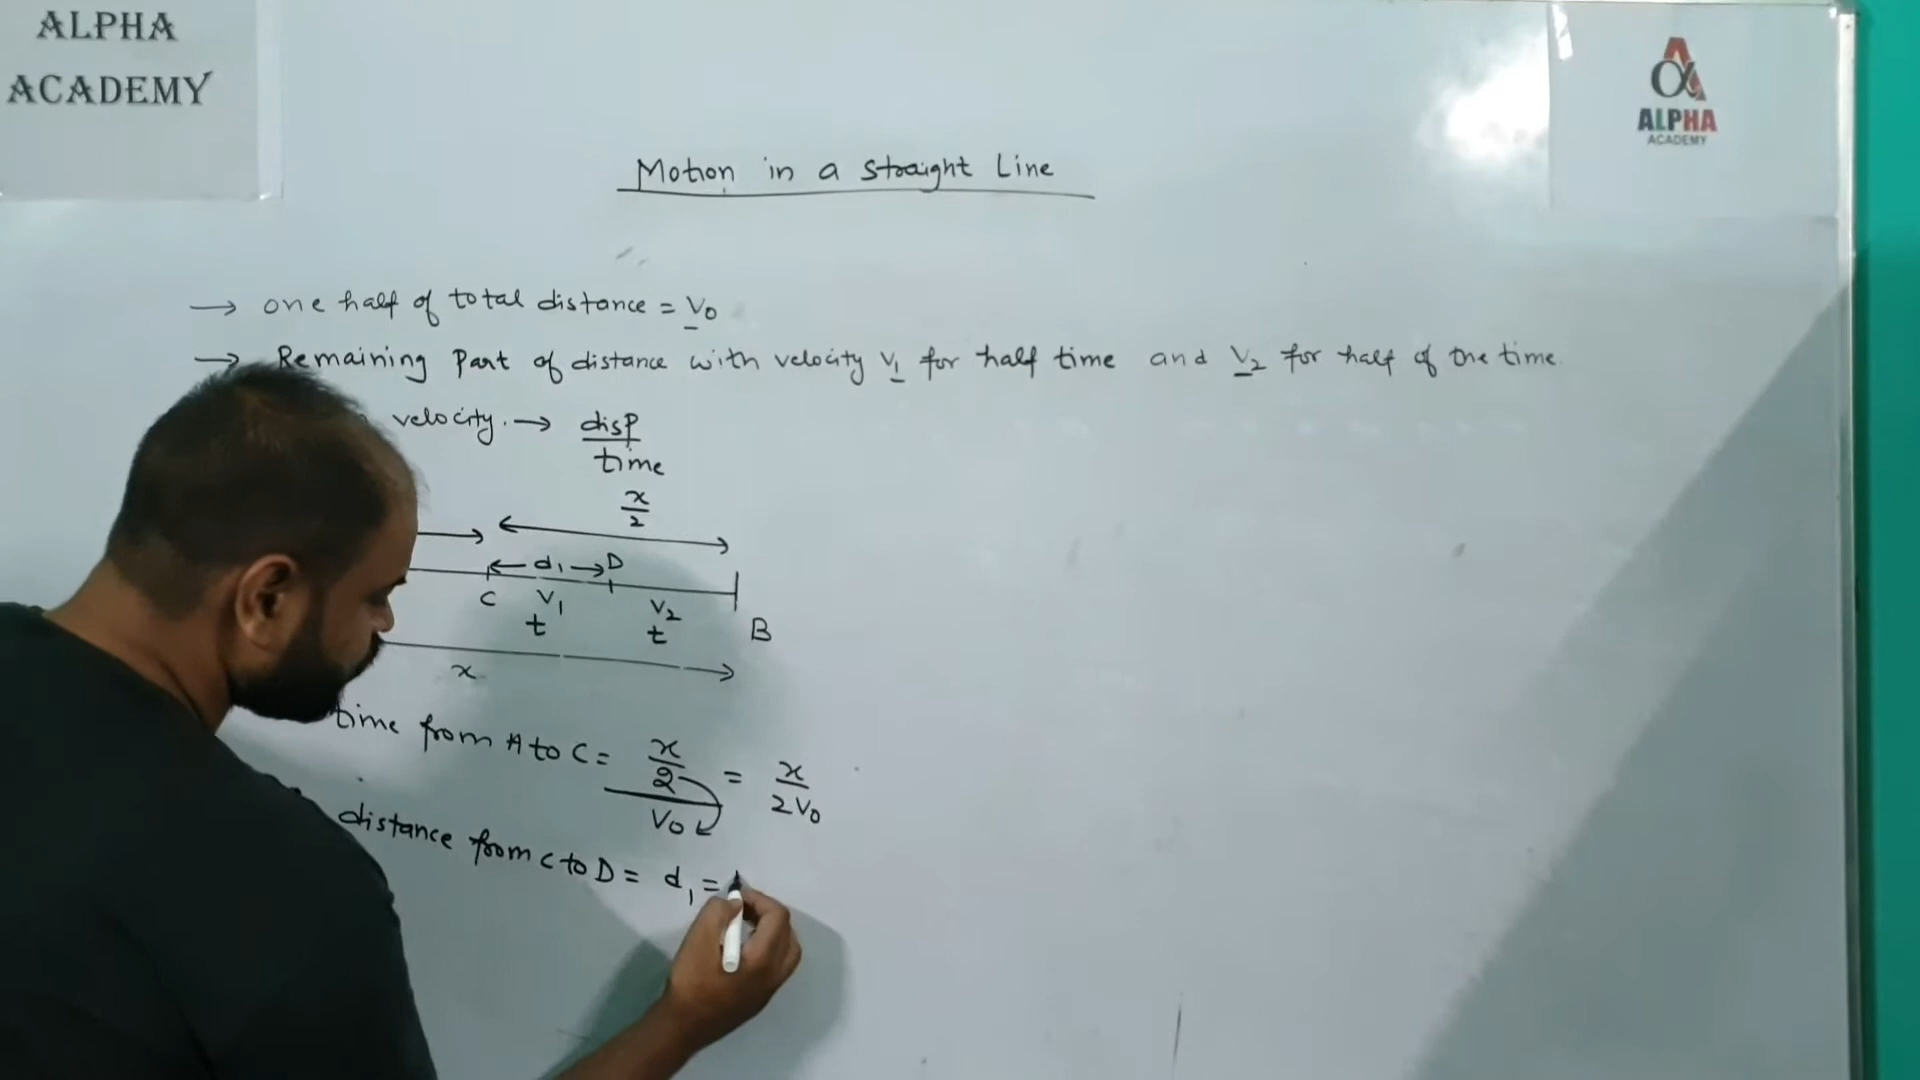 ALPHA
ACADEMY
ALPHA
ACADEMY
Motion in a straight Line
→ one half of total distance = V₀
→ Remaining Part of distance with velocity V₁ for half time and V₂ for half of the time.
velocity. → disp/time
x/2
← d₁ → D
C V₁ V₂
t t B
x
time from A to C = (x/2)/V₀ = x/2V₀
distance from C to D = d₁ =